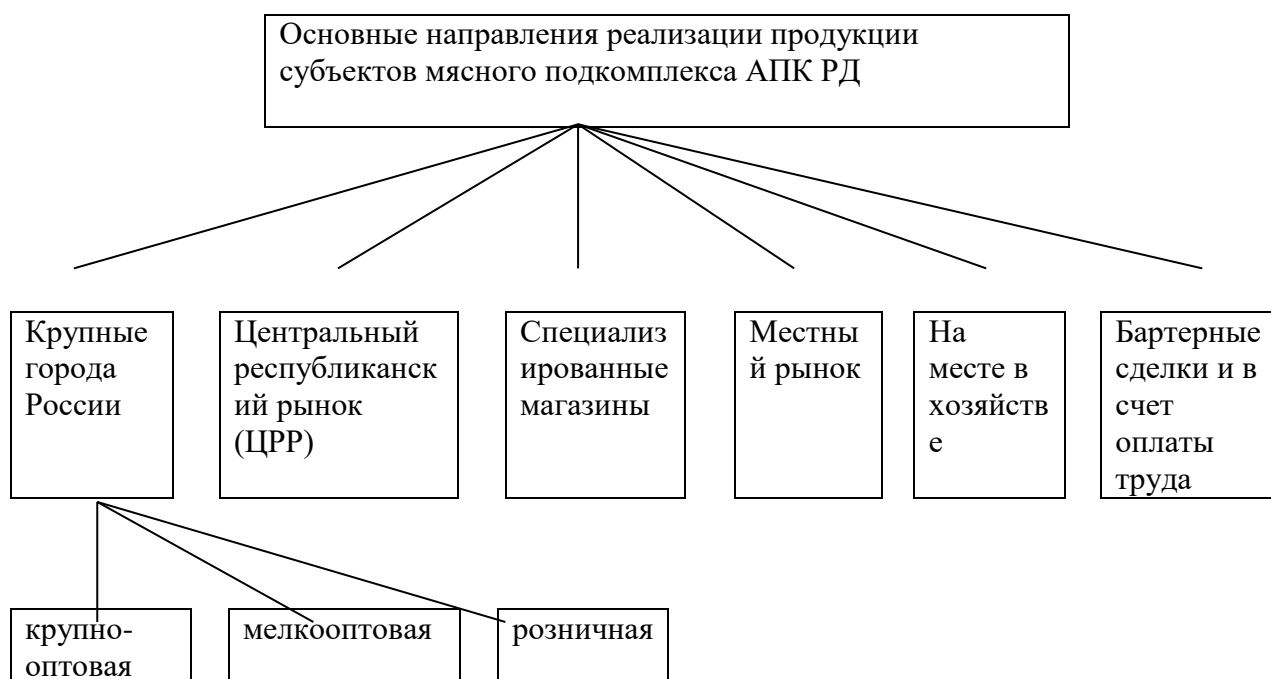 Основные направления реализации продукции
субъектов мясного подкомплекса АПК РД
Крупные
города
России
Центральный
республиканск
ий рынок
(ЦРР)
Специализ
ированные
магазины
Местны
й рынок
На
месте в
хозяйств
е
Бартерные
сделки и в
счет
оплаты
труда
крупно-
оптовая
мелкооптовая
розничная